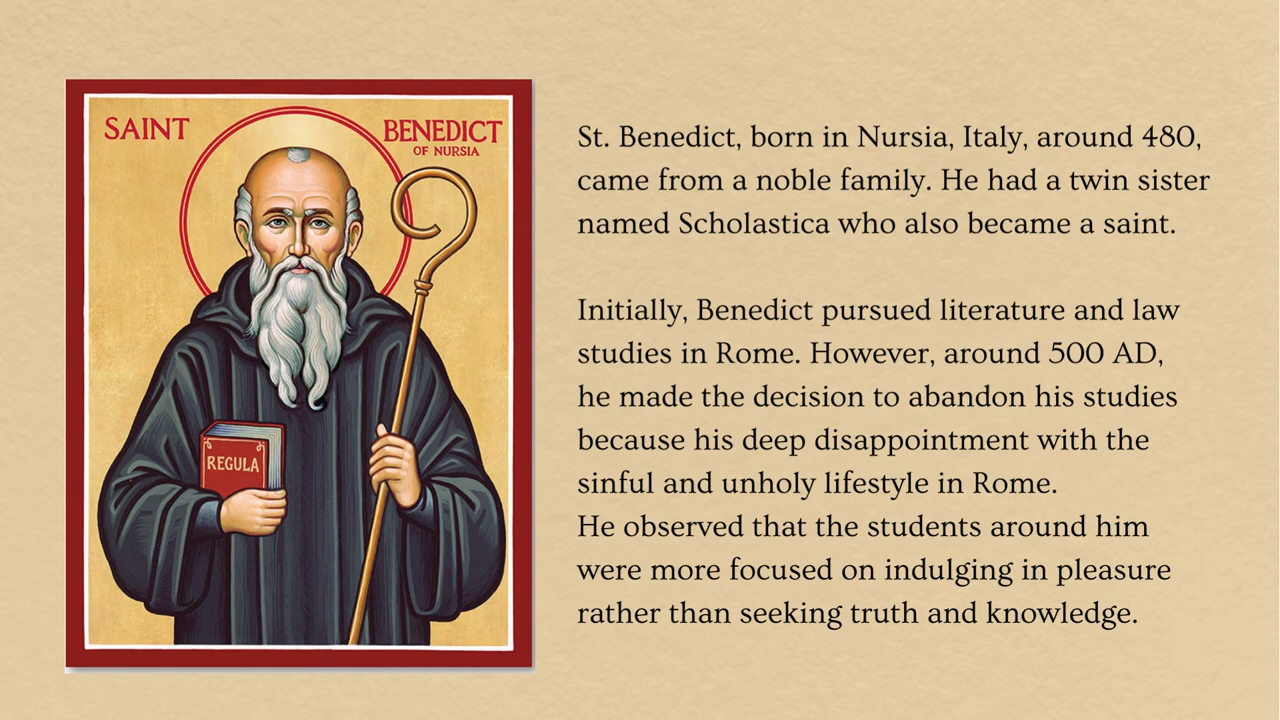 SAINT
BENEDICT
OF NURSIA
REGULA
St. Benedict, born in Nursia, Italy, around 480,
came from a noble family. He had a twin sister
named Scholastica who also became a saint.
Initially, Benedict pursued literature and law
studies in Rome. However, around 500 AD,
he made the decision to abandon his studies
because his deep disappointment with the
sinful and unholy lifestyle in Rome.
He observed that the students around him
were more focused on indulging in pleasure
rather than seeking truth and knowledge.